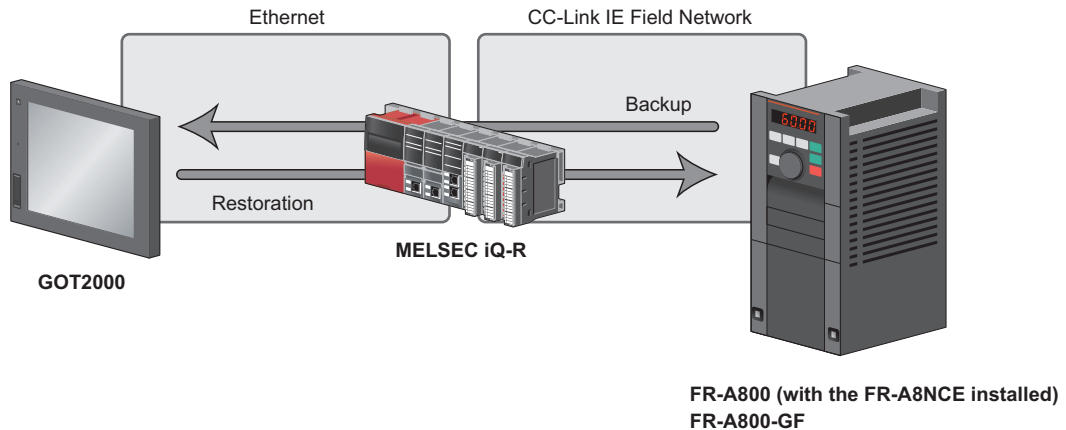 Ethernet
CC-Link IE Field Network
Backup
6000
Restoration
MELSEC iQ-R
GOT2000
FR-A800 (with the FR-A8NCE installed)
FR-A800-GF